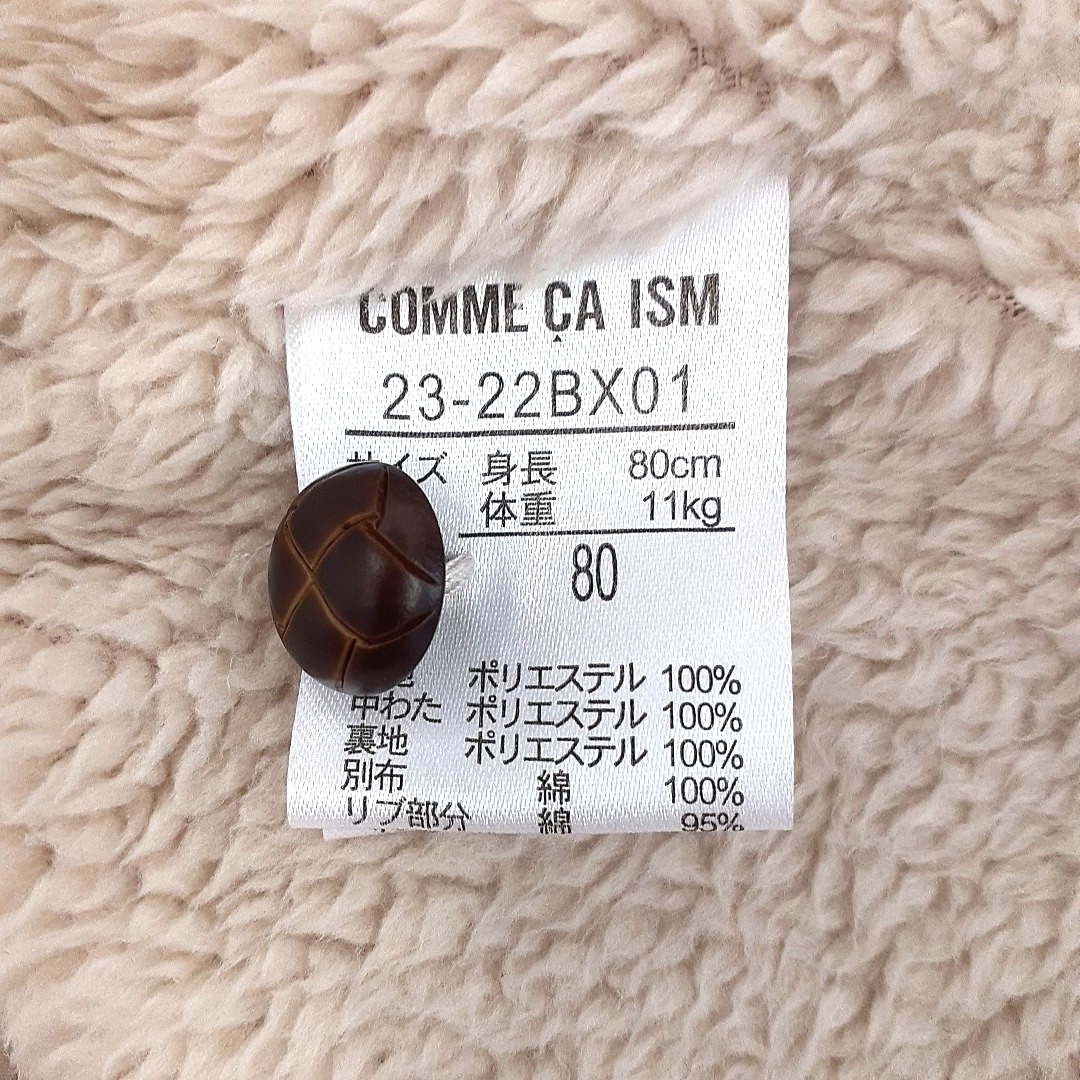 COMME ÇA ISM
23-22BX01
サイズ 身長 80cm
体重 11kg
80
地 ポリエステル 100%
中わた ポリエステル 100%
裏地 ポリエステル 100%
別布 綿 100%
リブ部分 綿 95%